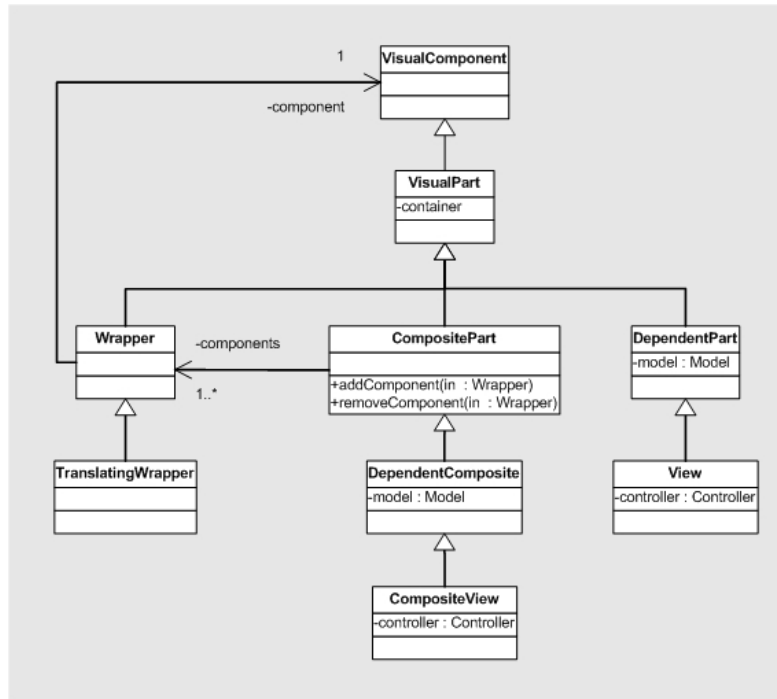 1
VisualComponent
-component
VisualPart
-container
Wrapper
-components
1..*
CompositePart
+addComponent(in : Wrapper)
+removeComponent(in : Wrapper)
DependentPart
-model : Model
TranslatingWrapper
DependentComposite
-model : Model
View
-controller : Controller
CompositeView
-controller : Controller